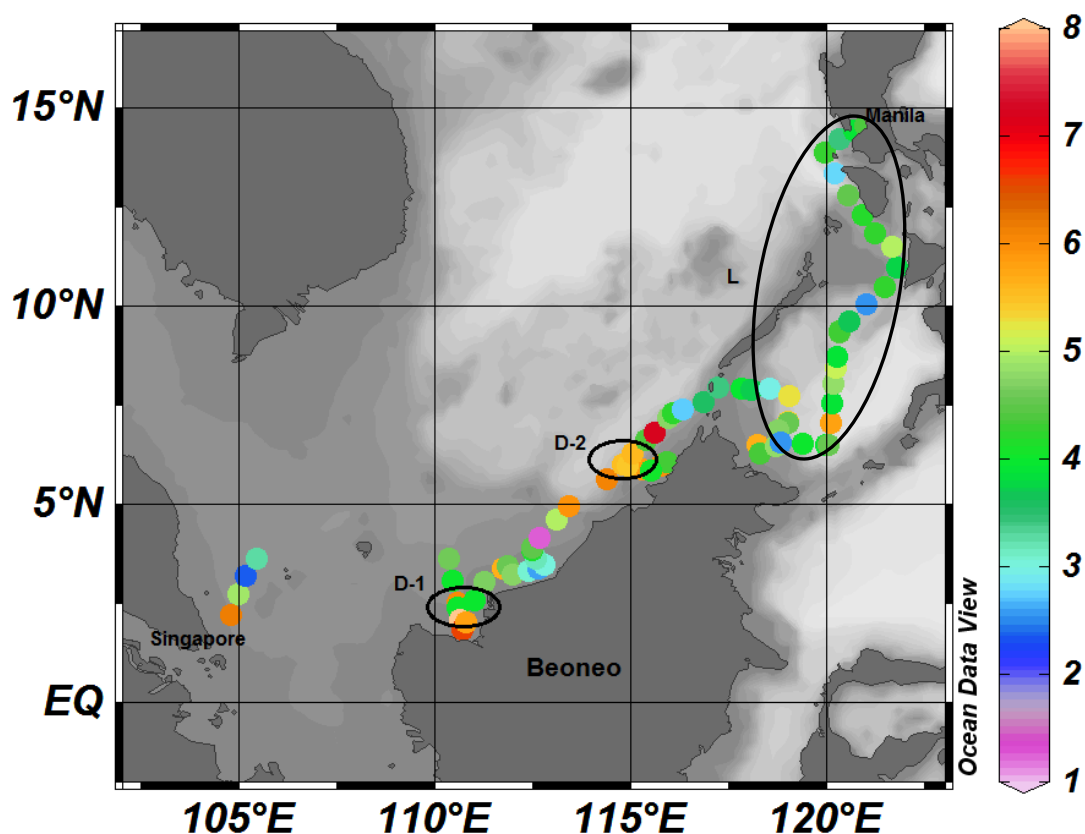 8
15°N
Manila
7
6
L
10°N
5
D-2
4
5°N
3
D-1
Singapore
Beoneo
2
EQ
Ocean Data View
1
105°E
110°E
115°E
120°E